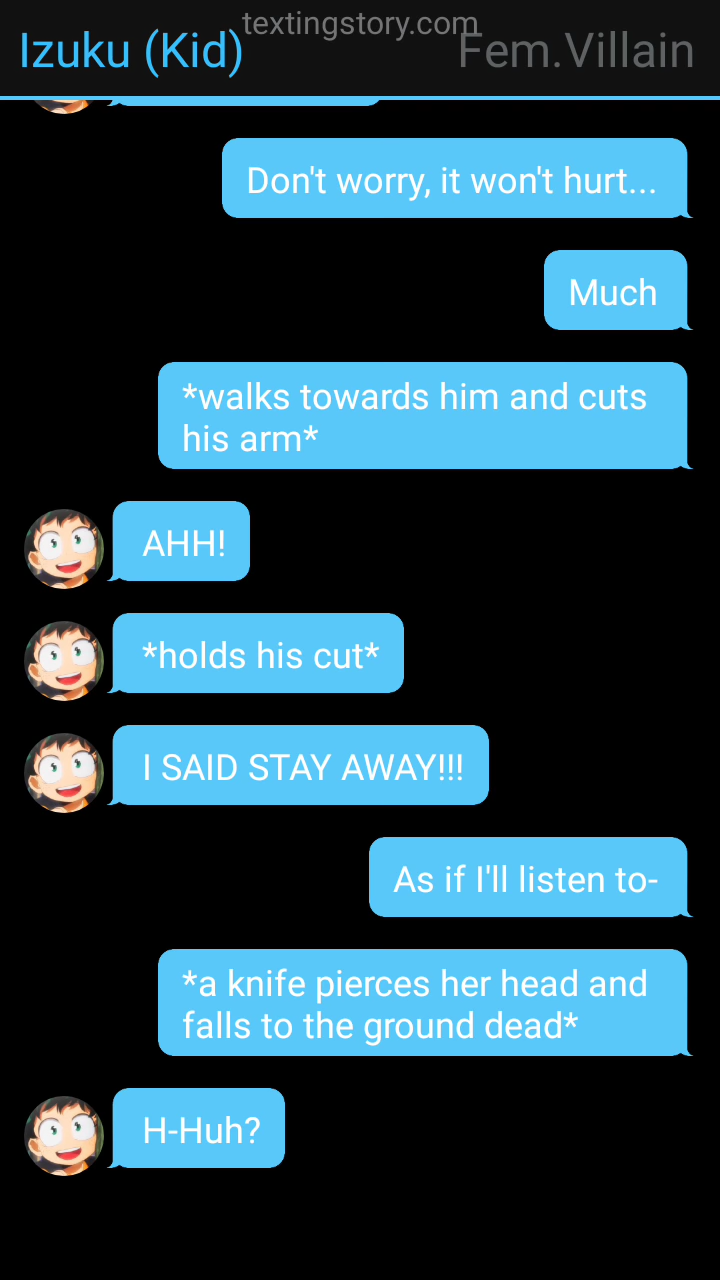 textingstory.com
Izuku (Kid)
Fem.Villain
Don't worry, it won't hurt...
Much
*walks towards him and cuts
his arm*
AHH!
*holds his cut*
I SAID STAY AWAY!!!
As if I'll listen to-
*a knife pierces her head and
falls to the ground dead*
H-Huh?